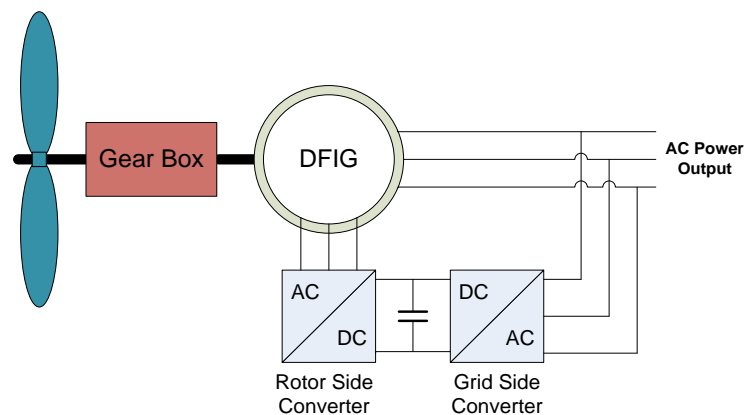 Gear Box
DFIG
AC Power
Output
AC
DC
DC
AC
Rotor Side
Converter
Grid Side
Converter